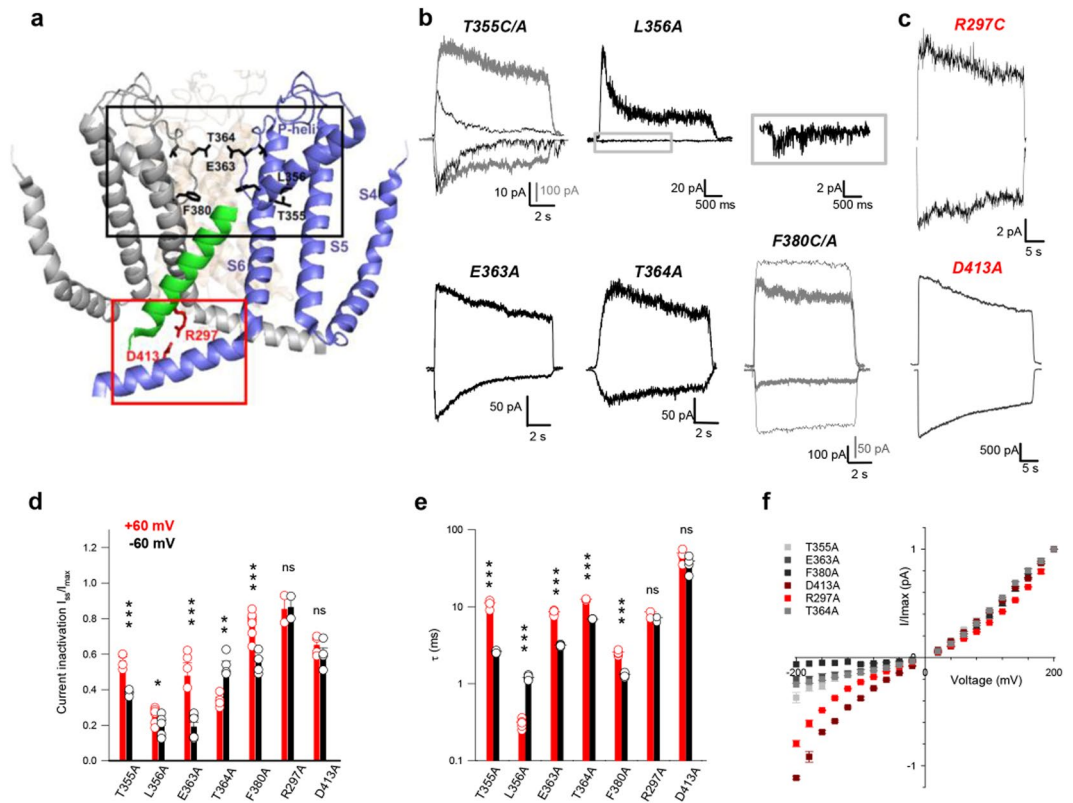 a
T364
P-helix
E363
L356
S4
F380
T355
S6
S5
R297
D413
b
T355C/A
L356A
10 pA
100 pA
2 s
20 pA
500 ms
2 pA
500 ms
E363A
T364A
F380C/A
50 pA
2 s
50 pA
2 s
100 pA
50 pA
2 s
c
R297C
2 pA
5 s
D413A
500 pA
5 s
d
+60 mV
-60 mV
Current inactivation Iss/Imax
1.2
1.0
0.8
0.6
0.4
0.2
0.0
*** * *** ** *** ns ns
T355A L356A E363A T364A F380A R297A D413A
e
τ (ms)
100
10
1
0.1
*** *** *** *** *** ns ns
T355A L356A E363A T364A F380A R297A D413A
f
T355A
E363A
F380A
D413A
R297A
T364A
I/Imax (pA)
1
-200
0
200
Voltage (mV)
-1